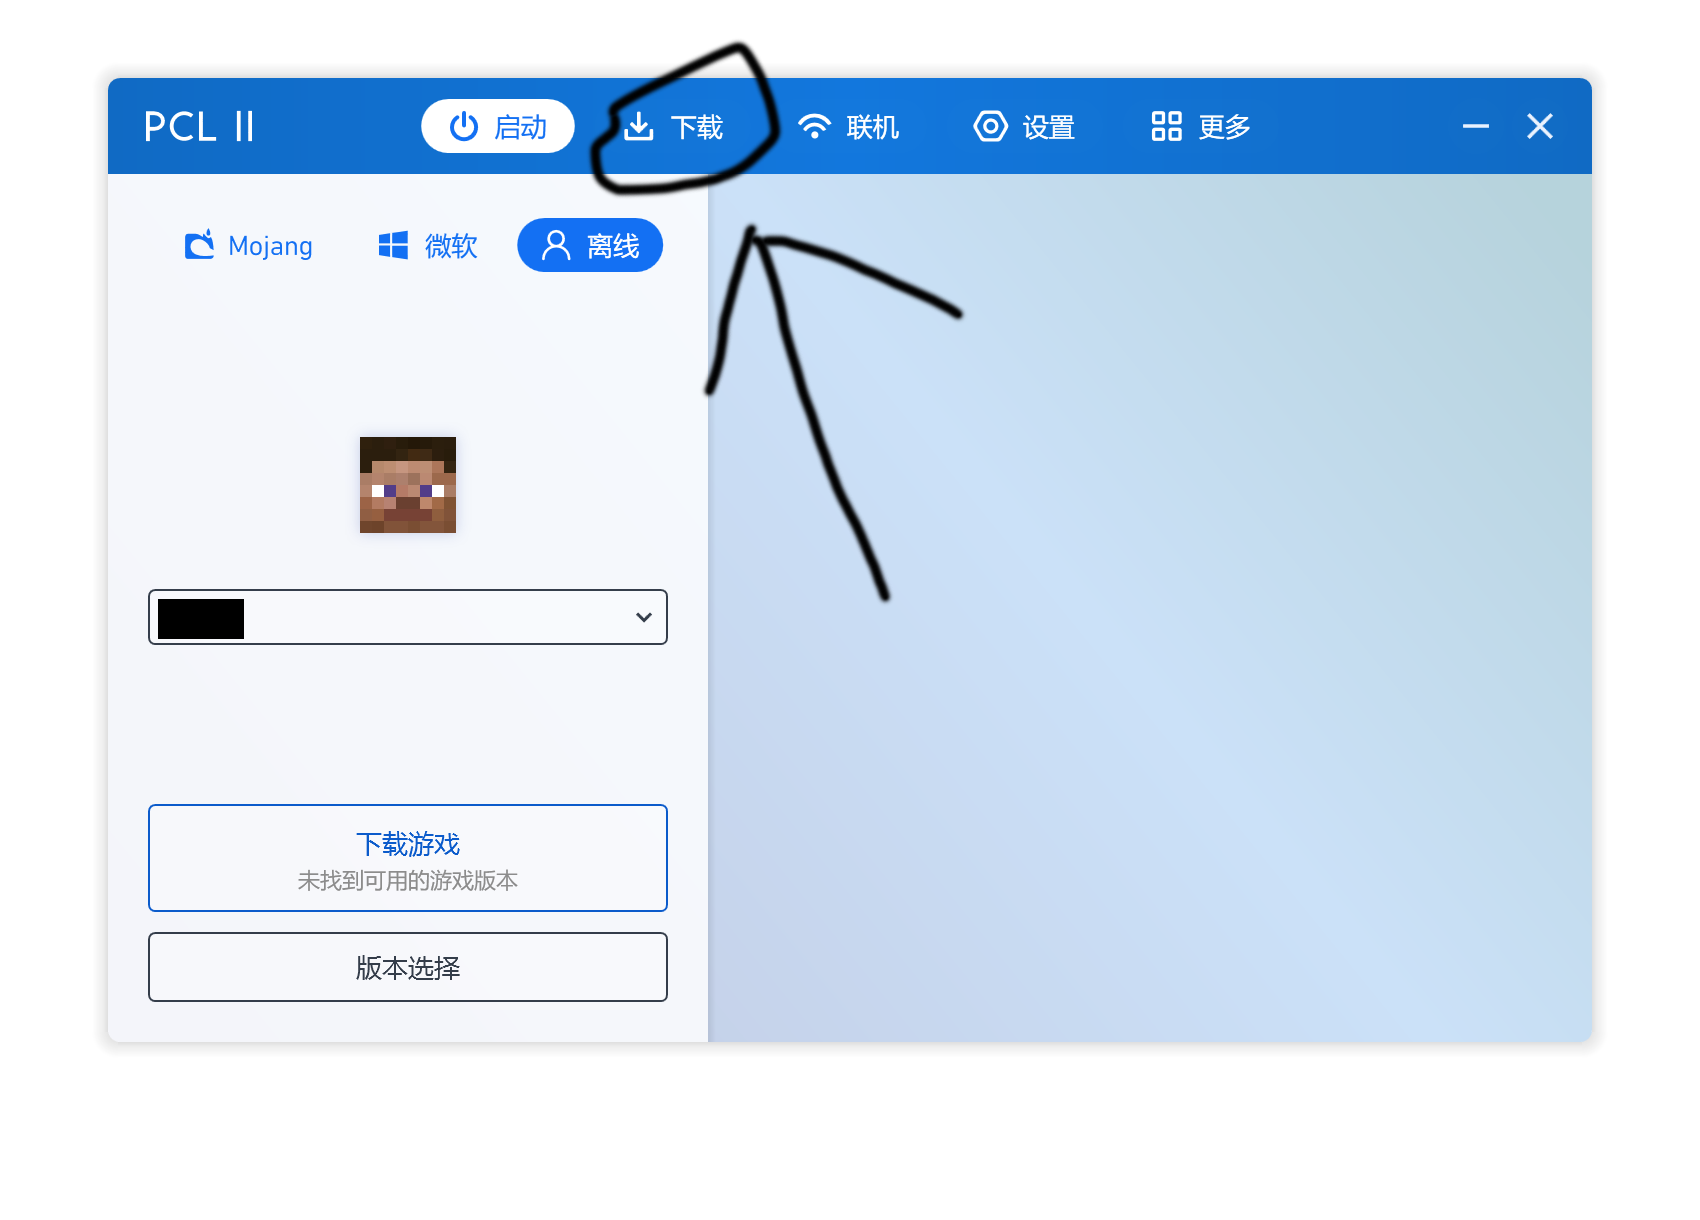 PCL II
启动
下载
联机
设置
更多
Mojang
微软
离线
下载游戏
未找到可用的游戏版本
版本选择